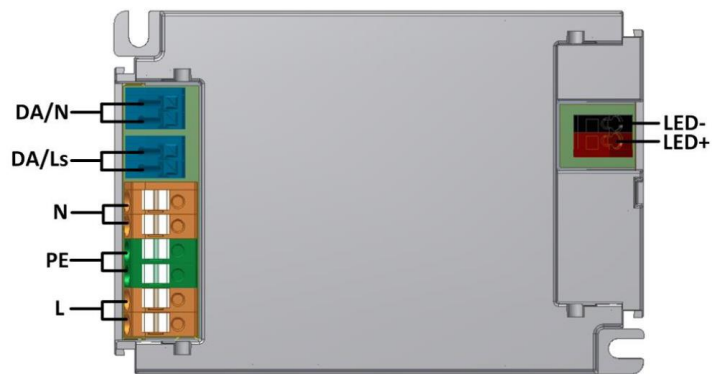 DA/N
DA/Ls
N
PE
L
LED-
LED+